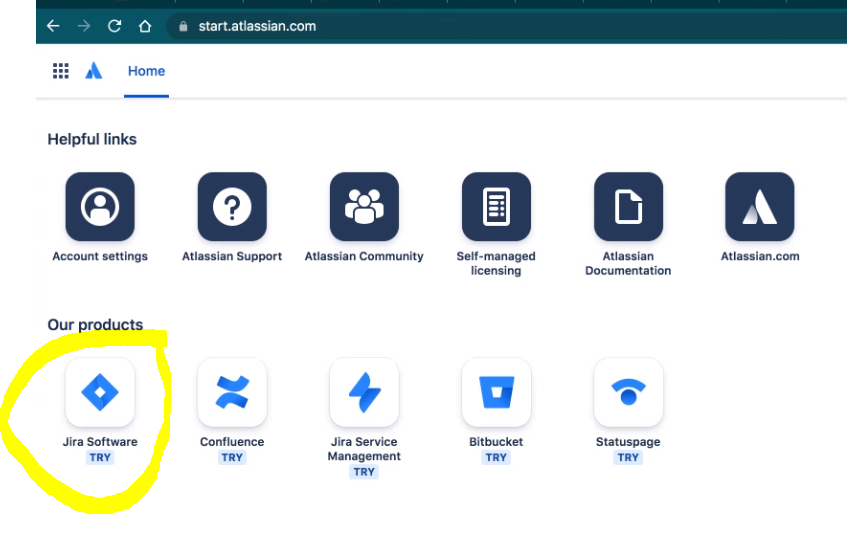 start.atlassian.com
Home
Helpful links
Account settings
Atlassian Support
Atlassian Community
Self-managed
licensing
Atlassian
Documentation
Atlassian.com
Our products
Jira Software
TRY
Confluence
TRY
Jira Service
Management
TRY
Bitbucket
TRY
Statuspage
TRY